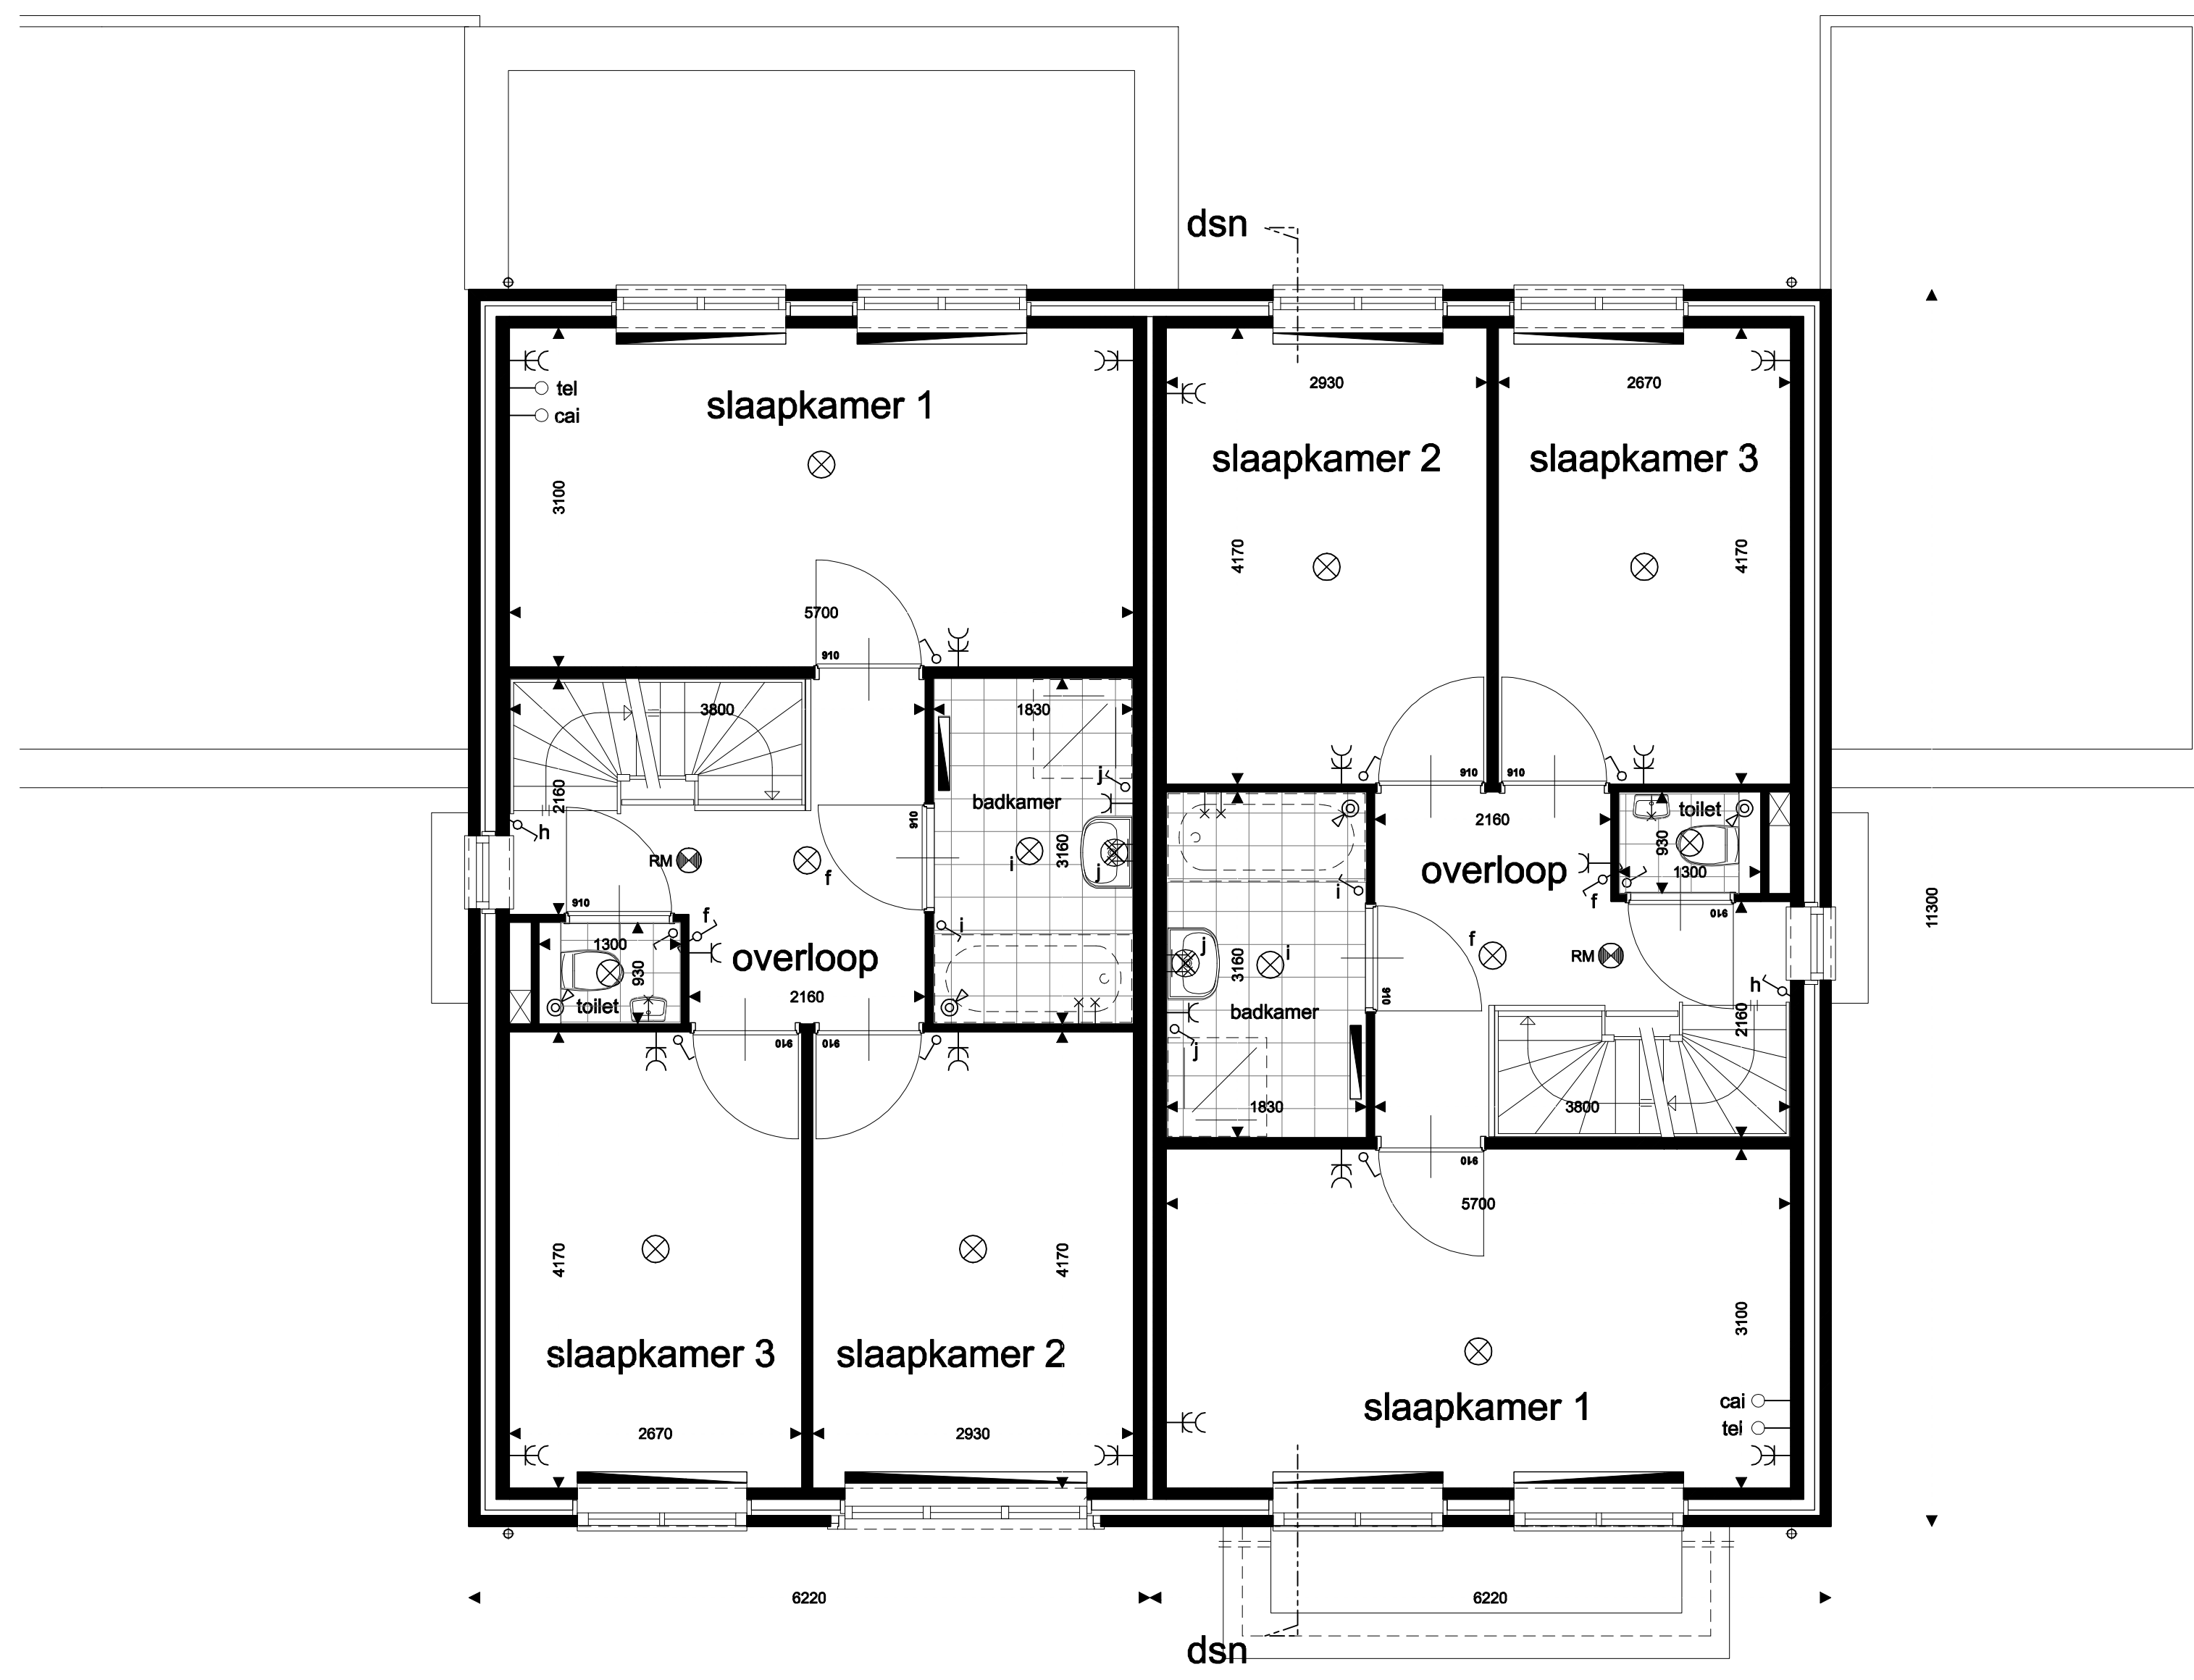 dsn
tel
cai
slaapkamer 1
3100
5700
910
2930
2670
slaapkamer 2
slaapkamer 3
4170
4170
910
910
3800
1830
2160
badkamer
j
h
RM
f
910
i
3160
j
910
f
1300
930
toilet
overloop
2160
i
910
910
2160
toilet
930
1300
overloop
f
910
i
f
RM
j
i
3160
badkamer
910
h
2160
j
1830
3800
910
5700
11300
4170
4170
slaapkamer 3
slaapkamer 2
2670
2930
3100
slaapkamer 1
cai
tel
6220
6220
dsn